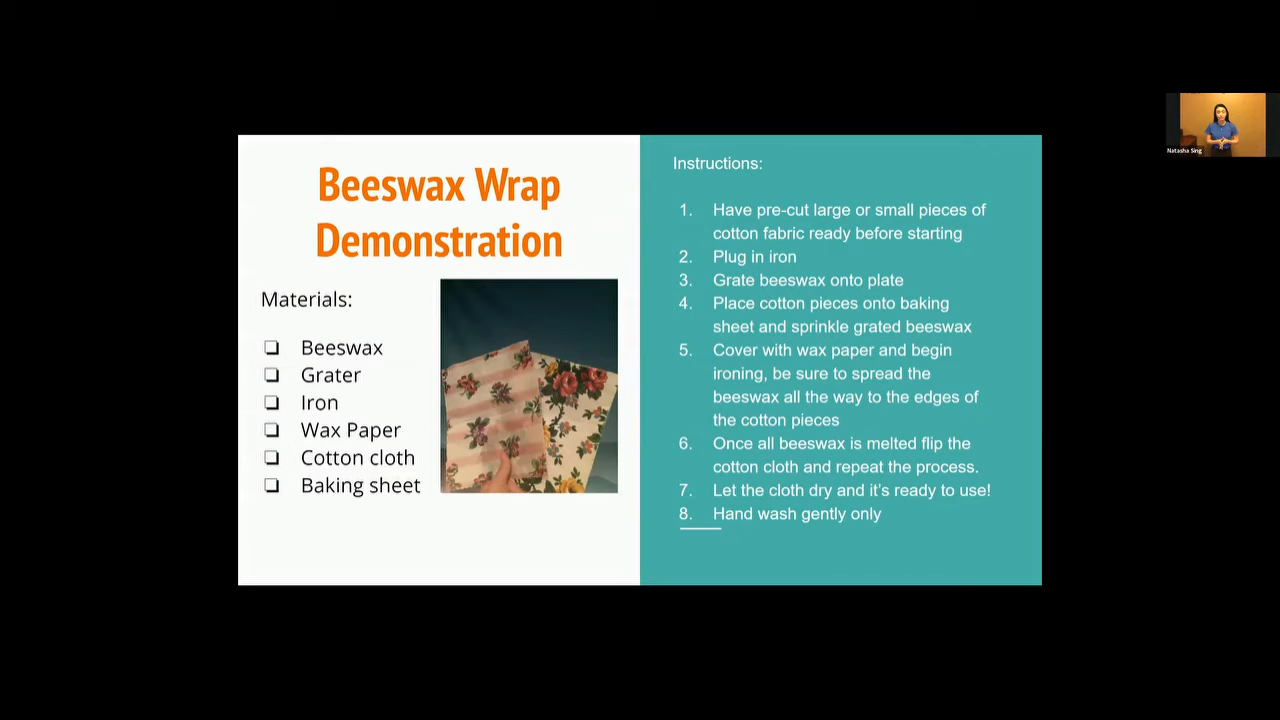 Beeswax Wrap
Demonstration
Materials:
❏ Beeswax
❏ Grater
❏ Iron
❏ Wax Paper
❏ Cotton cloth
❏ Baking sheet
Instructions:
1. Have pre-cut large or small pieces of
cotton fabric ready before starting
2. Plug in iron
3. Grate beeswax onto plate
4. Place cotton pieces onto baking
sheet and sprinkle grated beeswax
5. Cover with wax paper and begin
ironing, be sure to spread the
beeswax all the way to the edges of
the cotton pieces
6. Once all beeswax is melted flip the
cotton cloth and repeat the process.
7. Let the cloth dry and it's ready to use!
8. Hand wash gently only
Natasha Sing